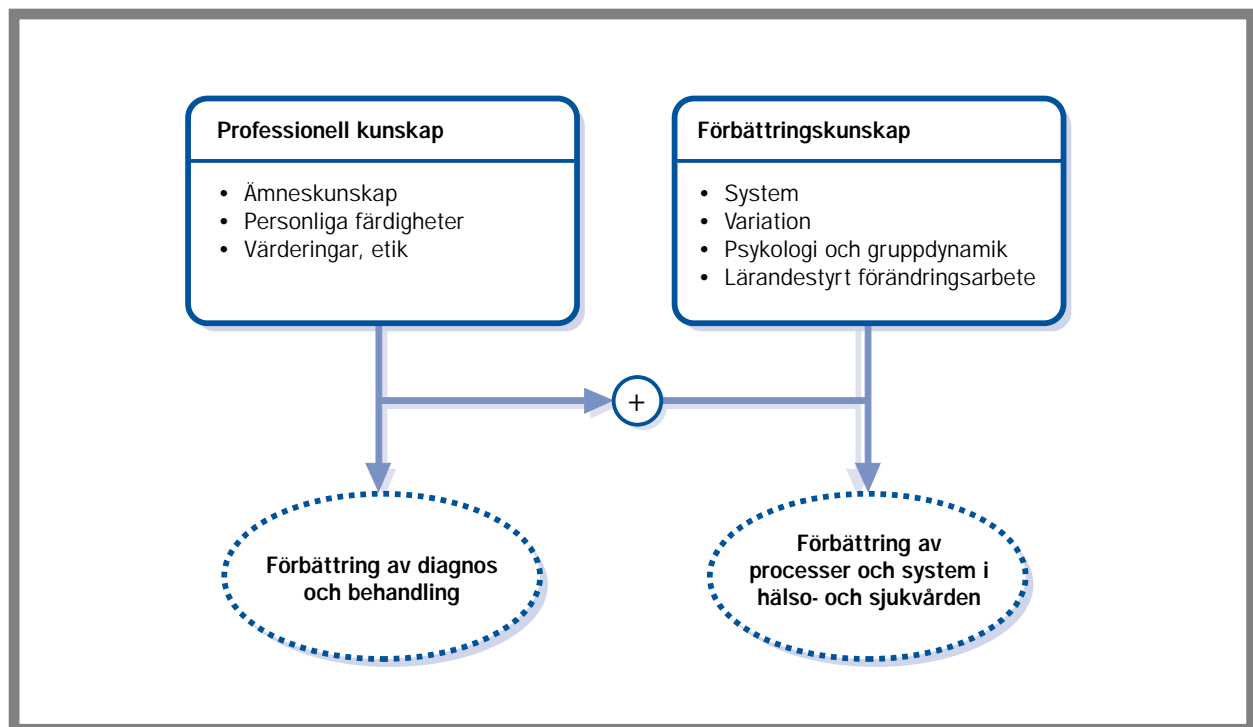 Professionell kunskap
• Ämneskunskap
• Personliga färdigheter
• Värderingar, etik
Förbättringskunskap
• System
• Variation
• Psykologi och gruppdynamik
• Lärandestyrt förändringsarbete
+
Förbättring av diagnos
och behandling
Förbättring av
processer och system i
hälso- och sjukvården